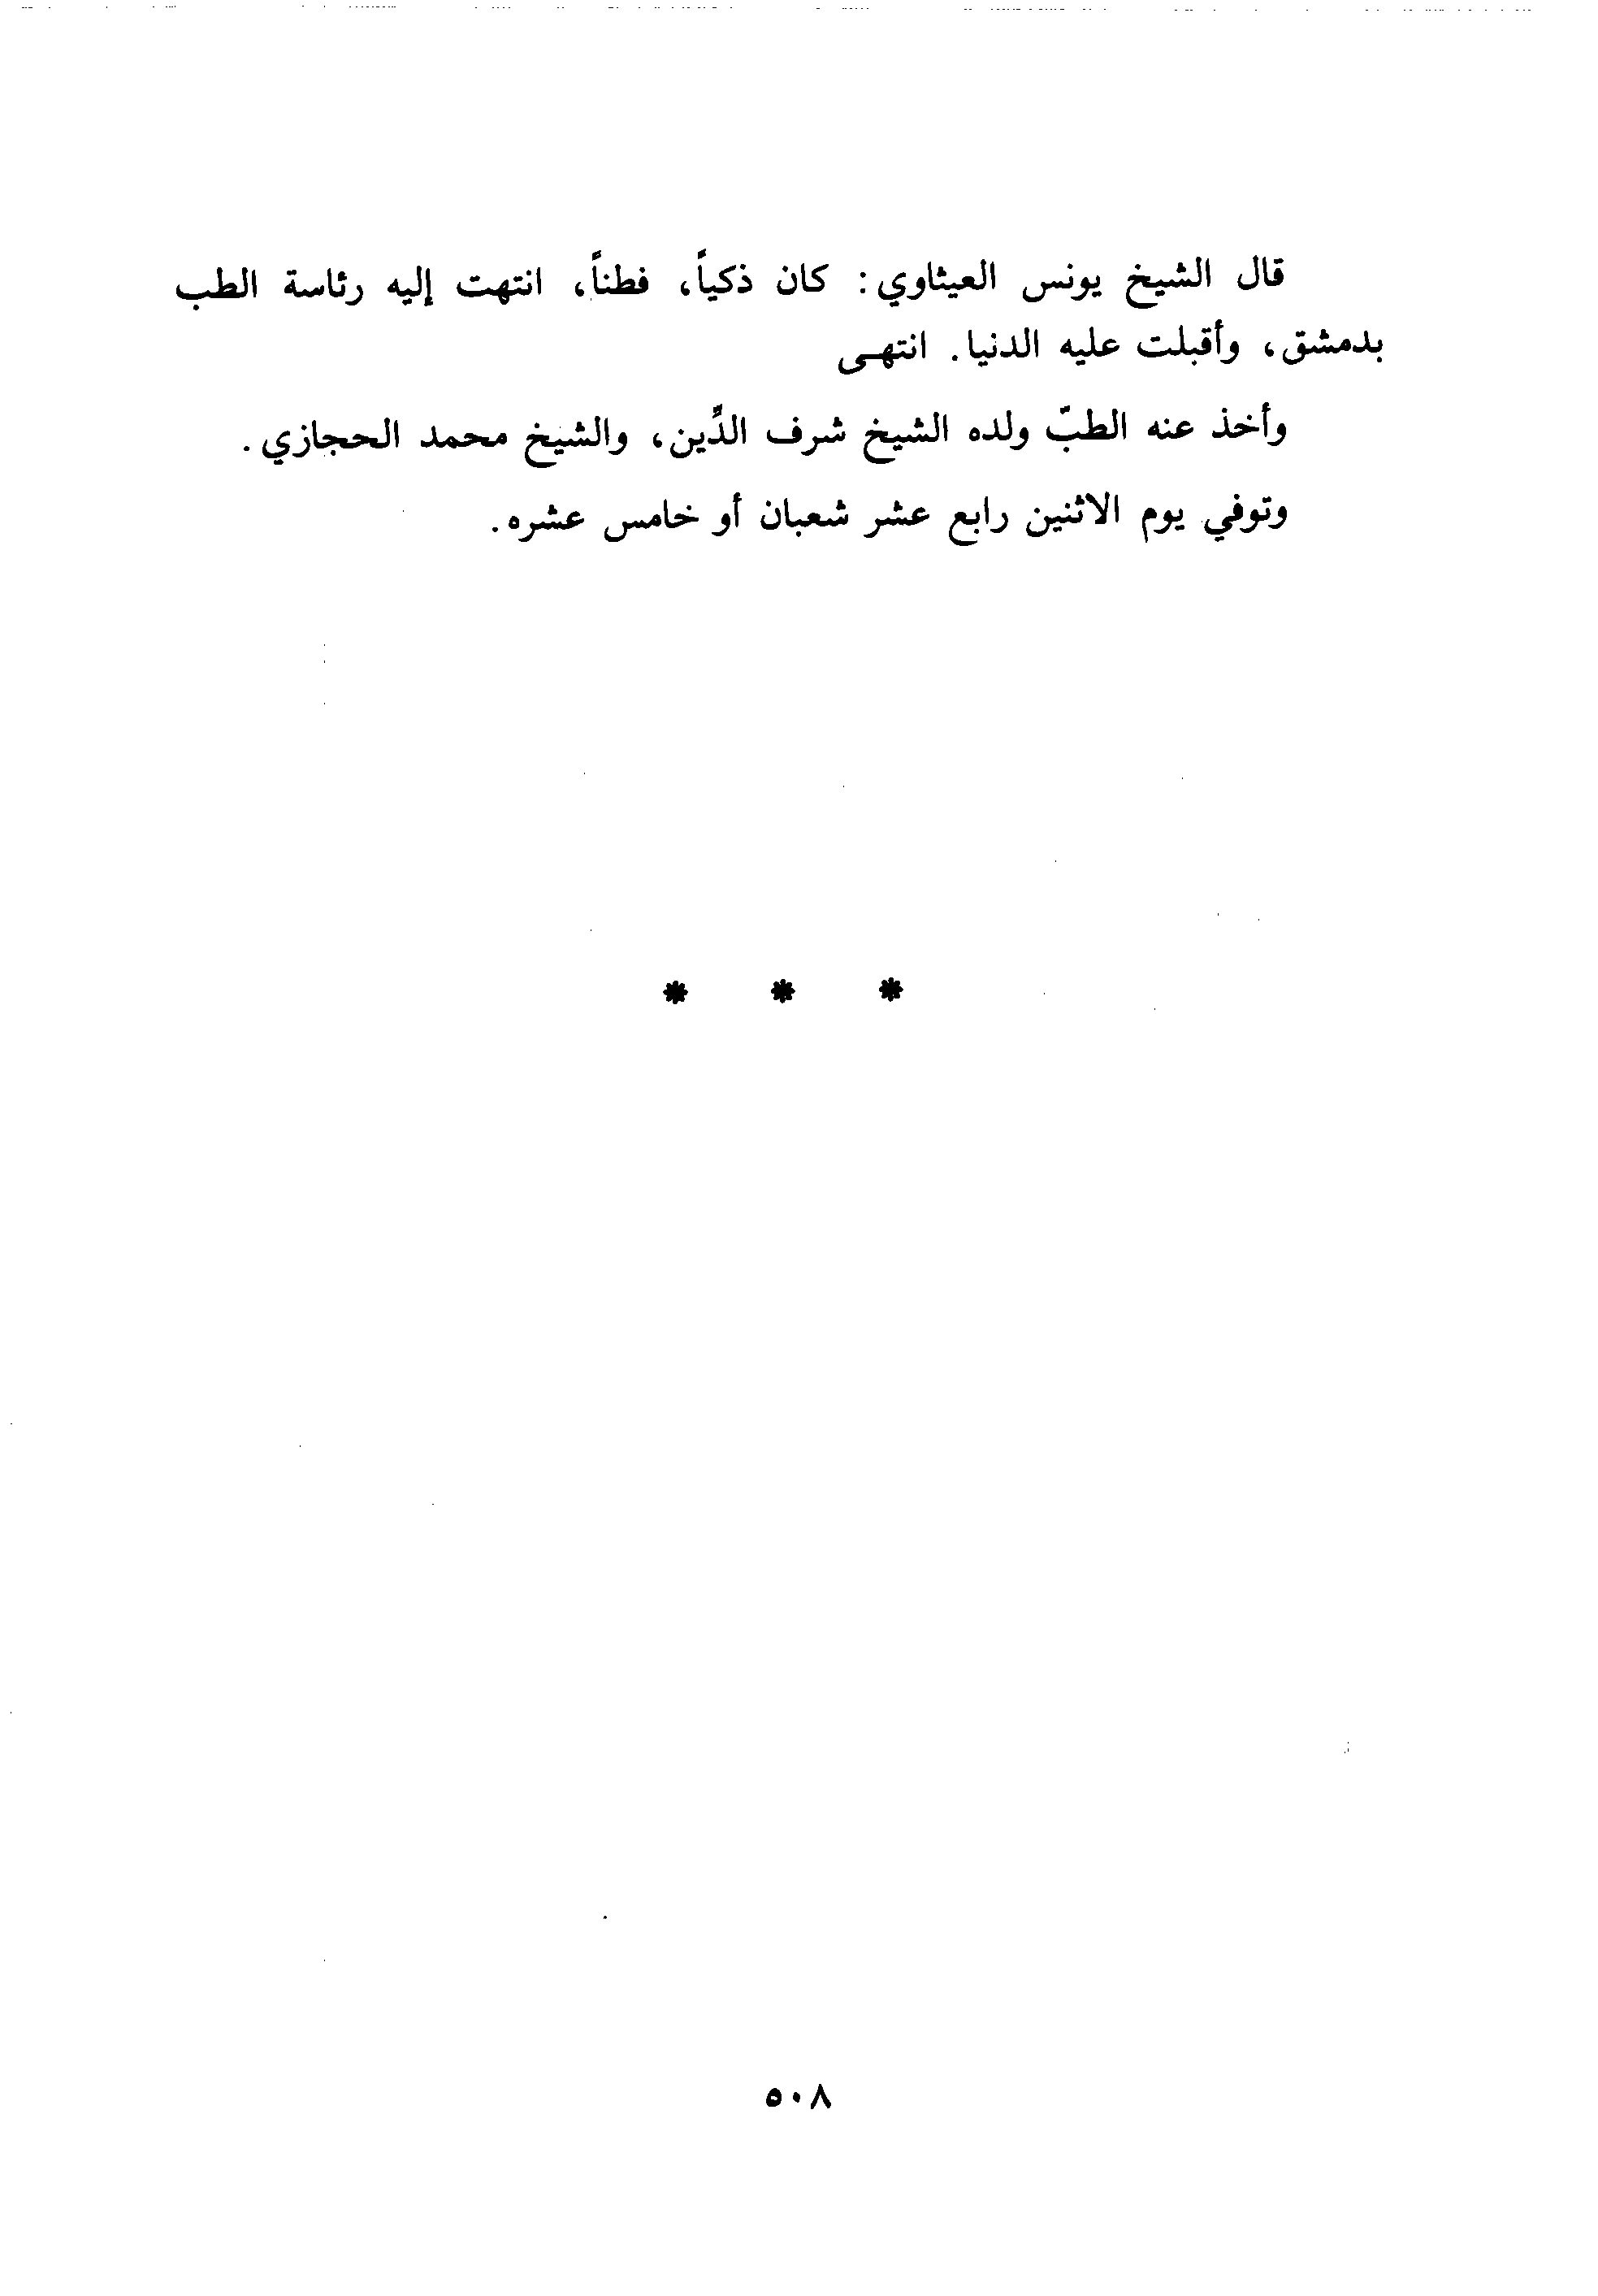 قال الشيخ يونس العيثاوي: كان ذكياً، فطناً، انتهت إليه رئاسة الطب
بدمشق، وأقبلت عليه الدنيا. انتهى
وأخذ عنه الطبّ ولده الشيخ شرف الدِّين، والشيخ محمد الحجازي.
وتوفي يوم الاثنين رابع عشر شعبان أو خامس عشره.
* * *
٥٠٨